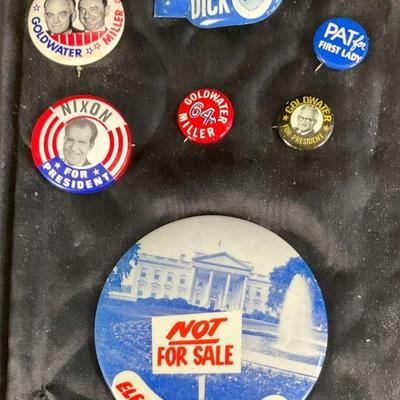 GOLDWATER MILLER
DICK
PAT for
FIRST LADY
NIXON
FOR
PRESIDENT
GOLDWATER
64
MILLER
GOLDWATER
FOR PRESIDENT
NOT
FOR SALE